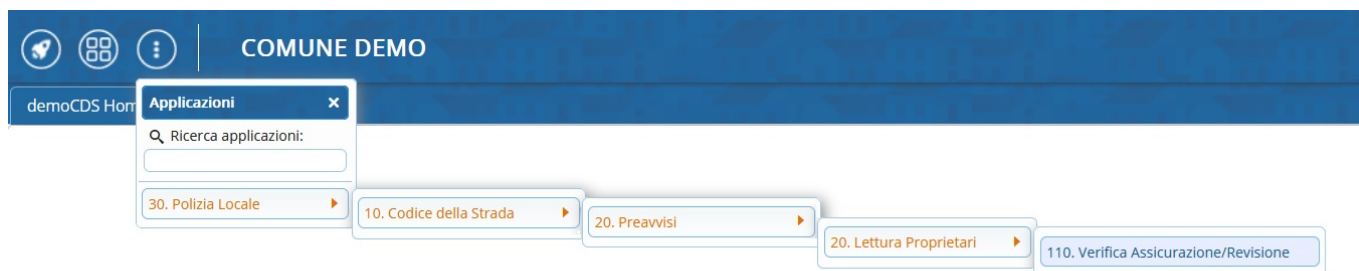 COMUNE DEMO
demoCDS Hom
Applicazioni
Ricerca applicazioni:
30. Polizia Locale
10. Codice della Strada
20. Preavvisi
20. Lettura Proprietari
110. Verifica Assicurazione/Revisione